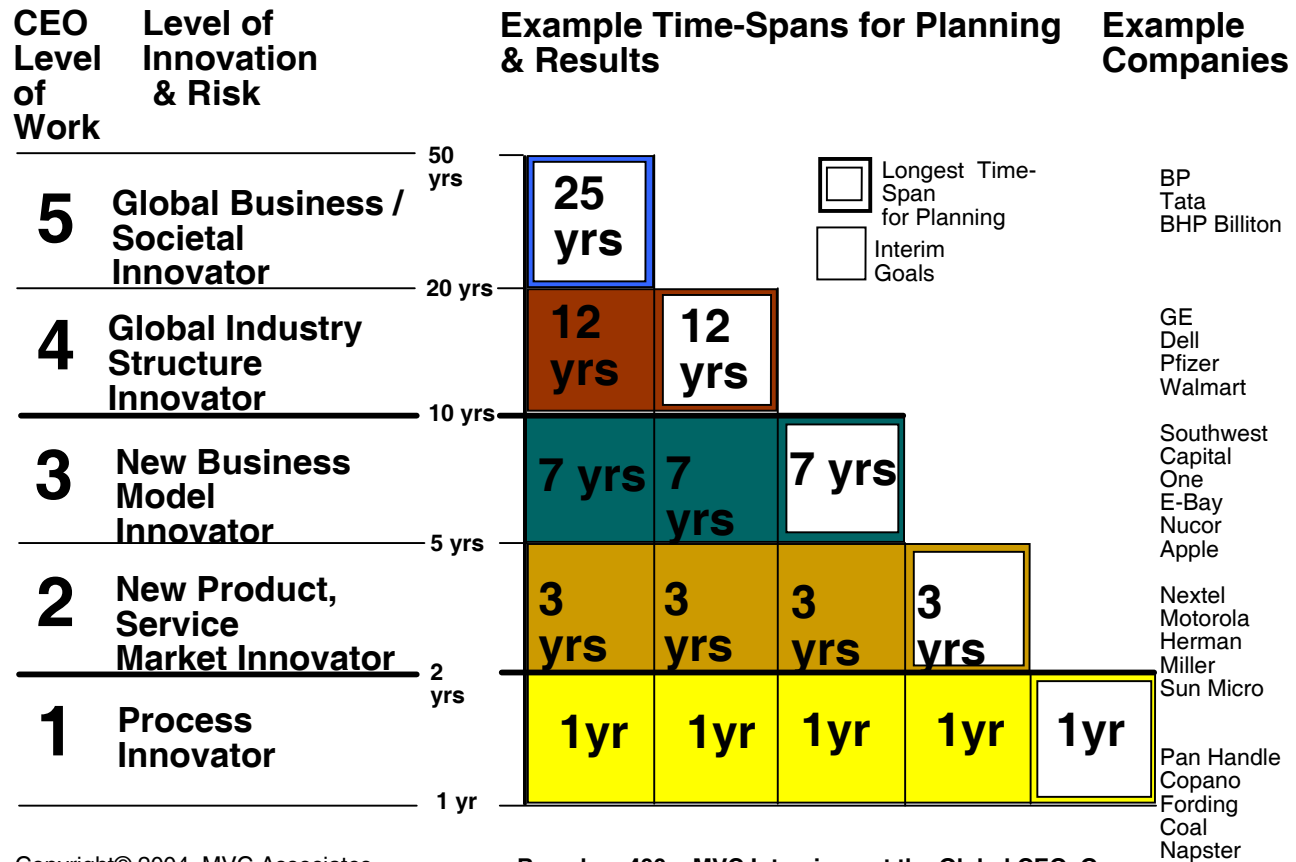 CEO
Level
of
Work
Level of
Innovation
& Risk
Example Time-Spans for Planning
& Results
Example
Companies
50
yrs
5
Global Business /
Societal
Innovator
25
yrs
Longest Time-
Span
for Planning
Interim
Goals
BP
Tata
BHP Billiton
20 yrs
4
Global Industry
Structure
Innovator
12
yrs
12
yrs
GE
Dell
Pfizer
Walmart
10 yrs
3
New Business
Model
Innovator
7 yrs
7
yrs
7 yrs
Southwest
Capital
One
E-Bay
Nucor
Apple
5 yrs
2
New Product,
Service
Market Innovator
3
yrs
3
yrs
3
yrs
3
yrs
Nextel
Motorola
Herman
Miller
Sun Micro
2
yrs
1
Process
Innovator
1yr
1yr
1yr
1yr
1yr
Pan Handle
Copano
Fording
Coal
Napster
1 yr
Copyright© 2004 MVC Associates